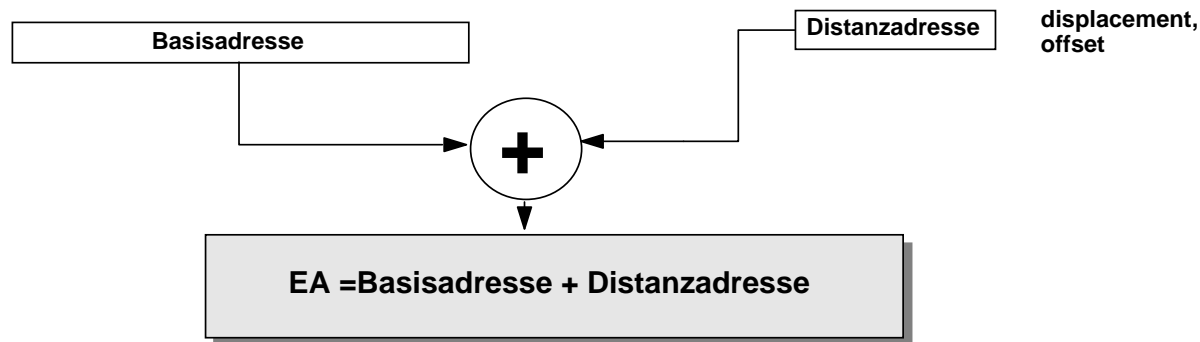 Basisadresse
Distanzadresse
displacement,
offset
+
EA =Basisadresse + Distanzadresse